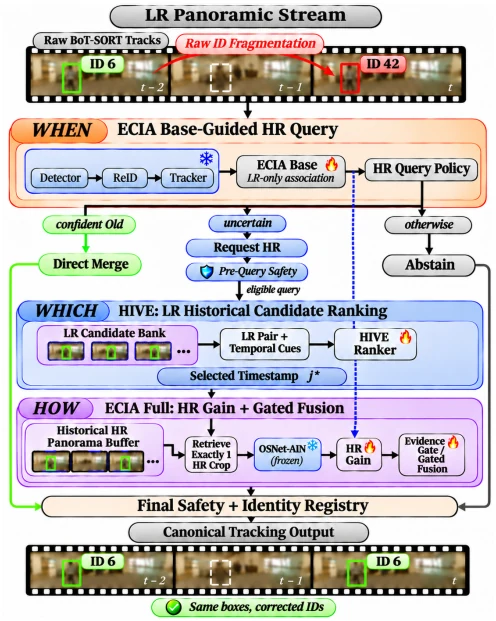 LR Panoramic Stream
Raw BoT-SORT Tracks
Raw ID Fragmentation
ID 6
ID 42
t − 2
t − 1
t
WHEN
ECIA Base-Guided HR Query
Detector
ReID
Tracker
ECIA Base
LR-only association
HR Query Policy
confident Old
uncertain
otherwise
Direct Merge
Request HR
Abstain
Pre-Query Safety
eligible query
WHICH
HIVE: LR Historical Candidate Ranking
LR Candidate Bank
...
LR Pair +
Temporal Cues
HIVE
Ranker
Selected Timestamp j*
HOW
ECIA Full: HR Gain + Gated Fusion
Historical HR
Panorama Buffer
...
Retrieve
Exactly 1
HR Crop
OSNet-AIN
(frozen)
HR
Gain
Evidence
Gate /
Gated
Fusion
Final Safety + Identity Registry
Canonical Tracking Output
ID 6
ID 6
t − 2
t − 1
t
Same boxes, corrected IDs